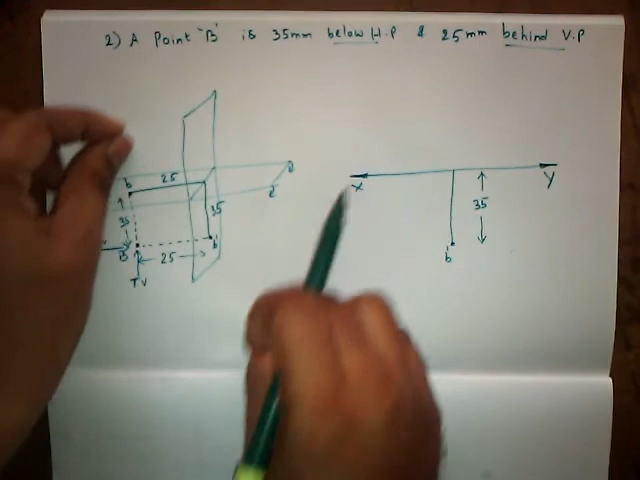 2) A Point 'B' is 35mm below H.P & 25mm behind V.P
b
25
35
35
b'
B
25
TV
X
Y
35
b'